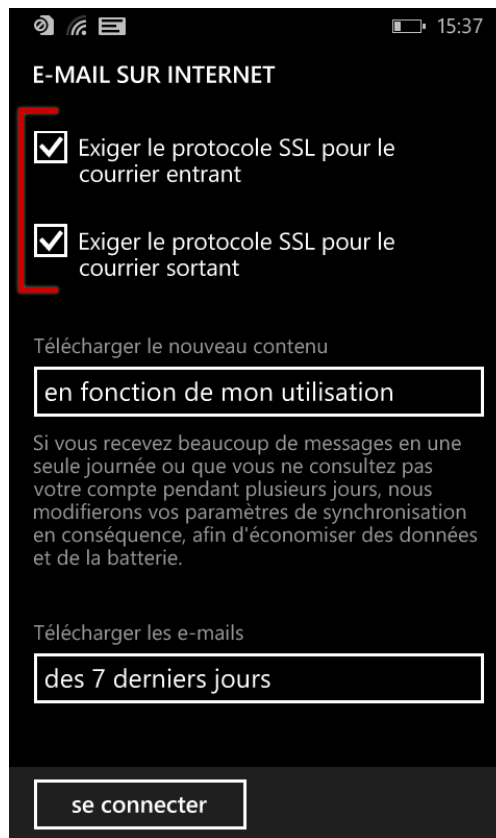 15:37
E-MAIL SUR INTERNET
Exiger le protocole SSL pour le
courrier entrant
Exiger le protocole SSL pour le
courrier sortant
Télécharger le nouveau contenu
en fonction de mon utilisation
Si vous recevez beaucoup de messages en une
seule journée ou que vous ne consultez pas
votre compte pendant plusieurs jours, nous
modifierons vos paramètres de synchronisation
en conséquence, afin d'économiser des données
et de la batterie.
Télécharger les e-mails
des 7 derniers jours
se connecter